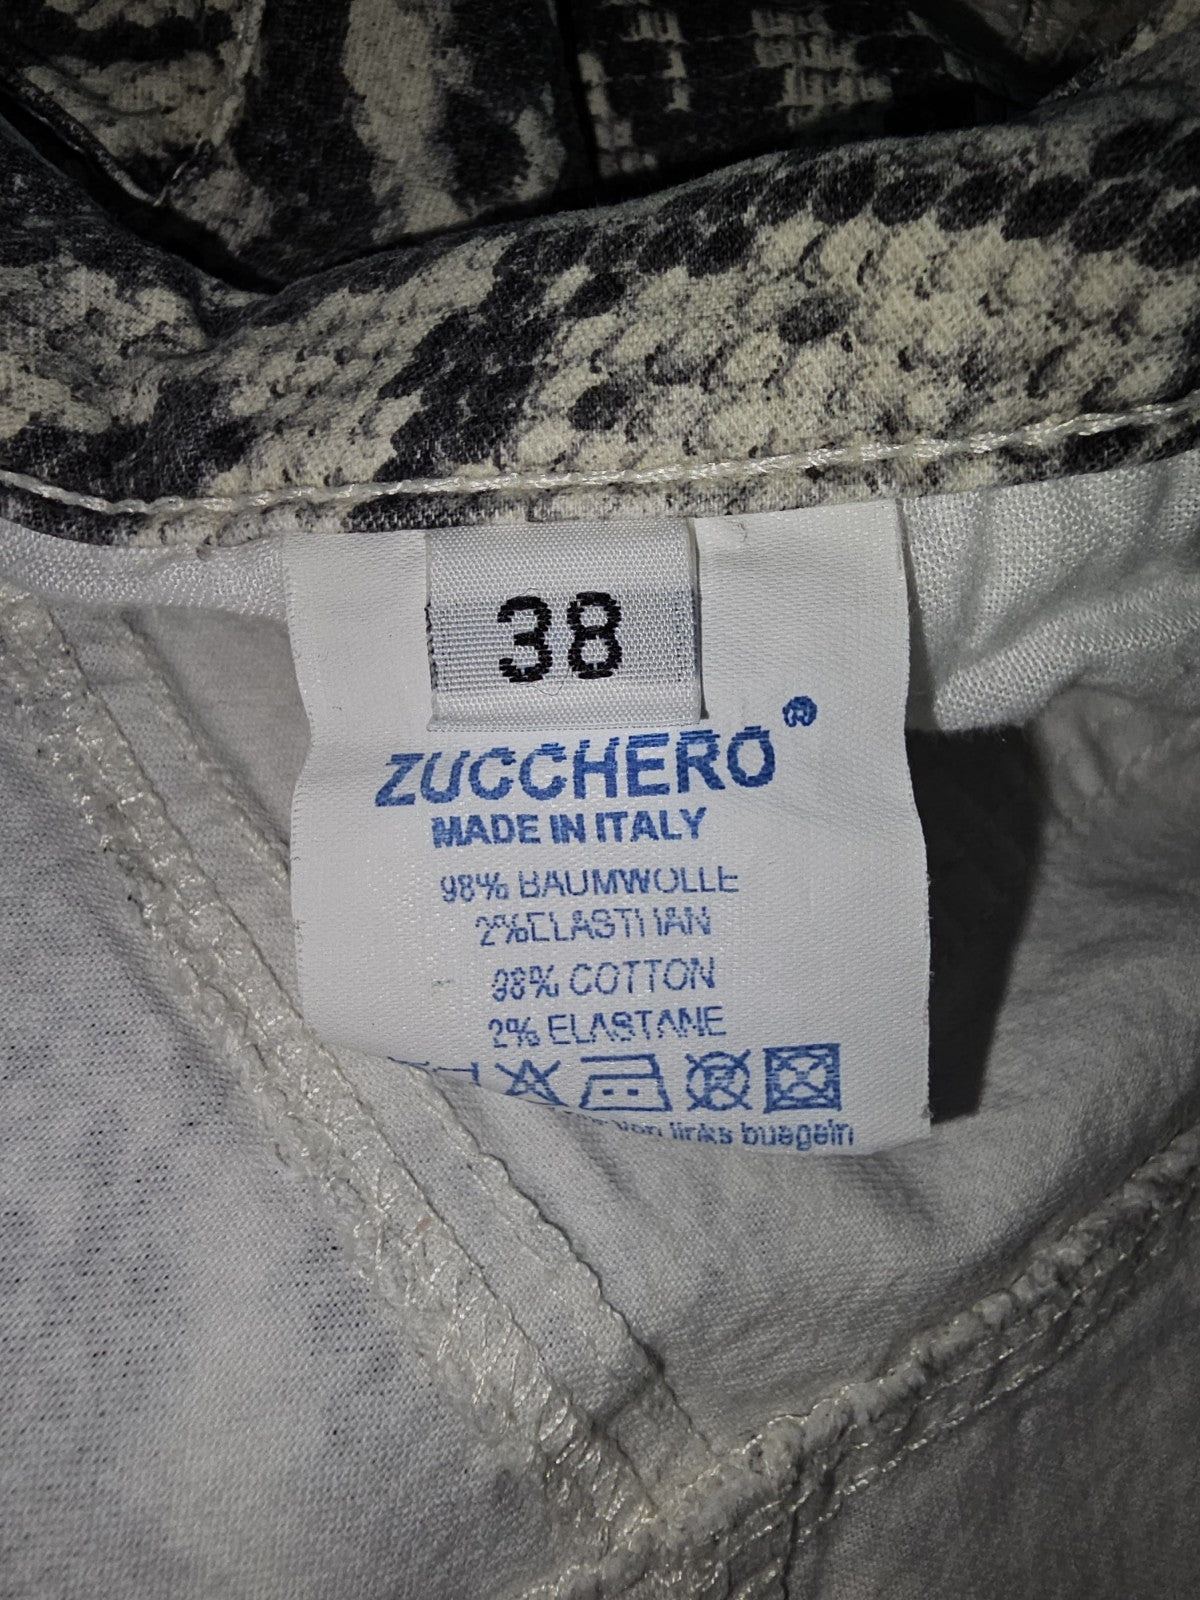 38
ZUCCHERO®
MADE IN ITALY
98% BAUMWOLLE
2% ELASTHAN
98% COTTON
2% ELASTANE
P
von links buegeln